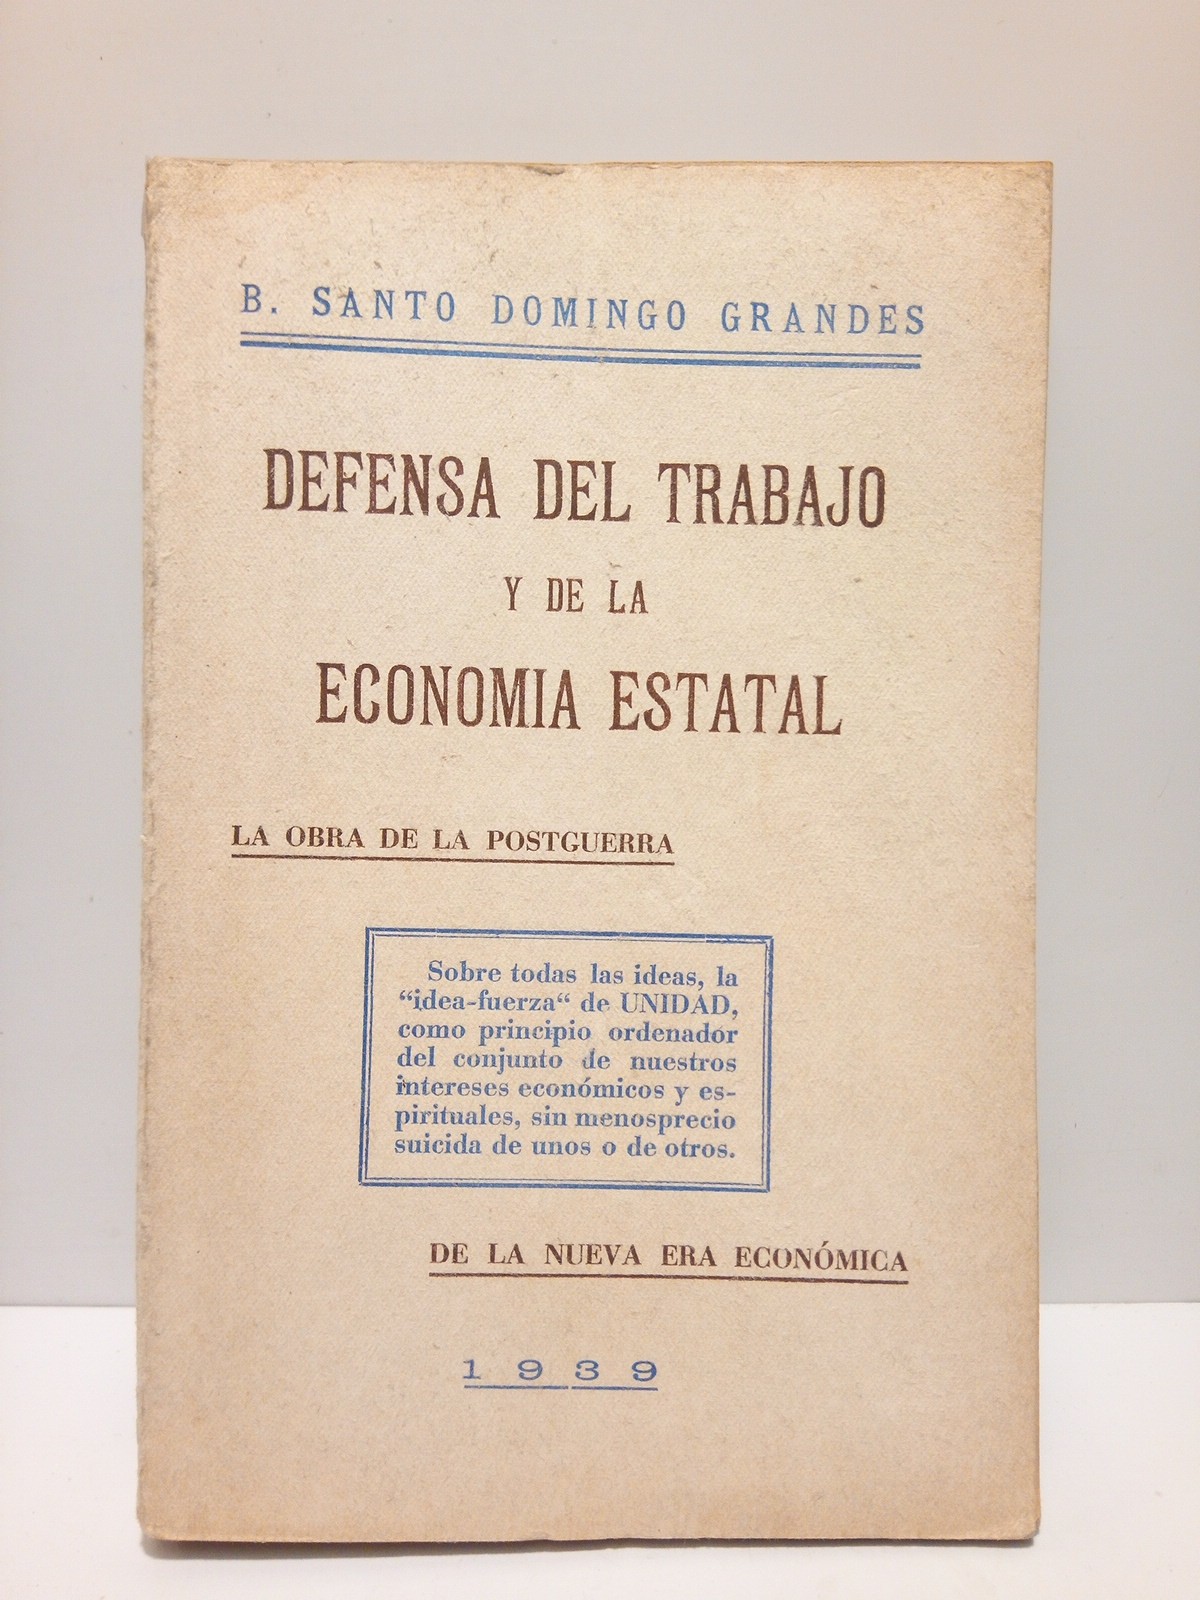 B. SANTO DOMINGO GRANDES
DEFENSA DEL TRABAJO
Y DE LA
ECONOMIA ESTATAL
LA OBRA DE LA POSTGUERRA
Sobre todas las ideas, la
“idea-fuerza“ de UNIDAD,
como principio ordenador
del conjunto de nuestros
intereses económicos y es-
pirituales, sin menosprecio
suicida de unos o de otros.
DE LA NUEVA ERA ECONÓMICA
1939